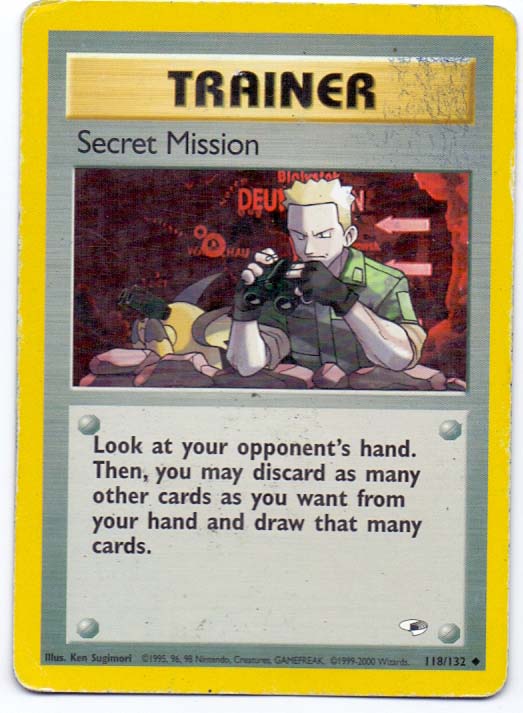 TRAINER
Secret Mission
Bialystok
DEU
N
HAU
Look at your opponent's hand.
Then, you may discard as many
other cards as you want from
your hand and draw that many
cards.
Illus. Ken Sugimori ©1995, 96, 98 Nintendo, Creatures, GAMEFREAK. ©1999-2000 Wizards. 118/132